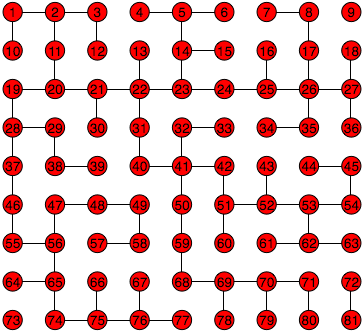 1 2 3 4 5 6 7 8 9
10 11 12 13 14 15 16 17 18
19 20 21 22 23 24 25 26 27
28 29 30 31 32 33 34 35 36
37 38 39 40 41 42 43 44 45
46 47 48 49 50 51 52 53 54
55 56 57 58 59 60 61 62 63
64 65 66 67 68 69 70 71 72
73 74 75 76 77 78 79 80 81